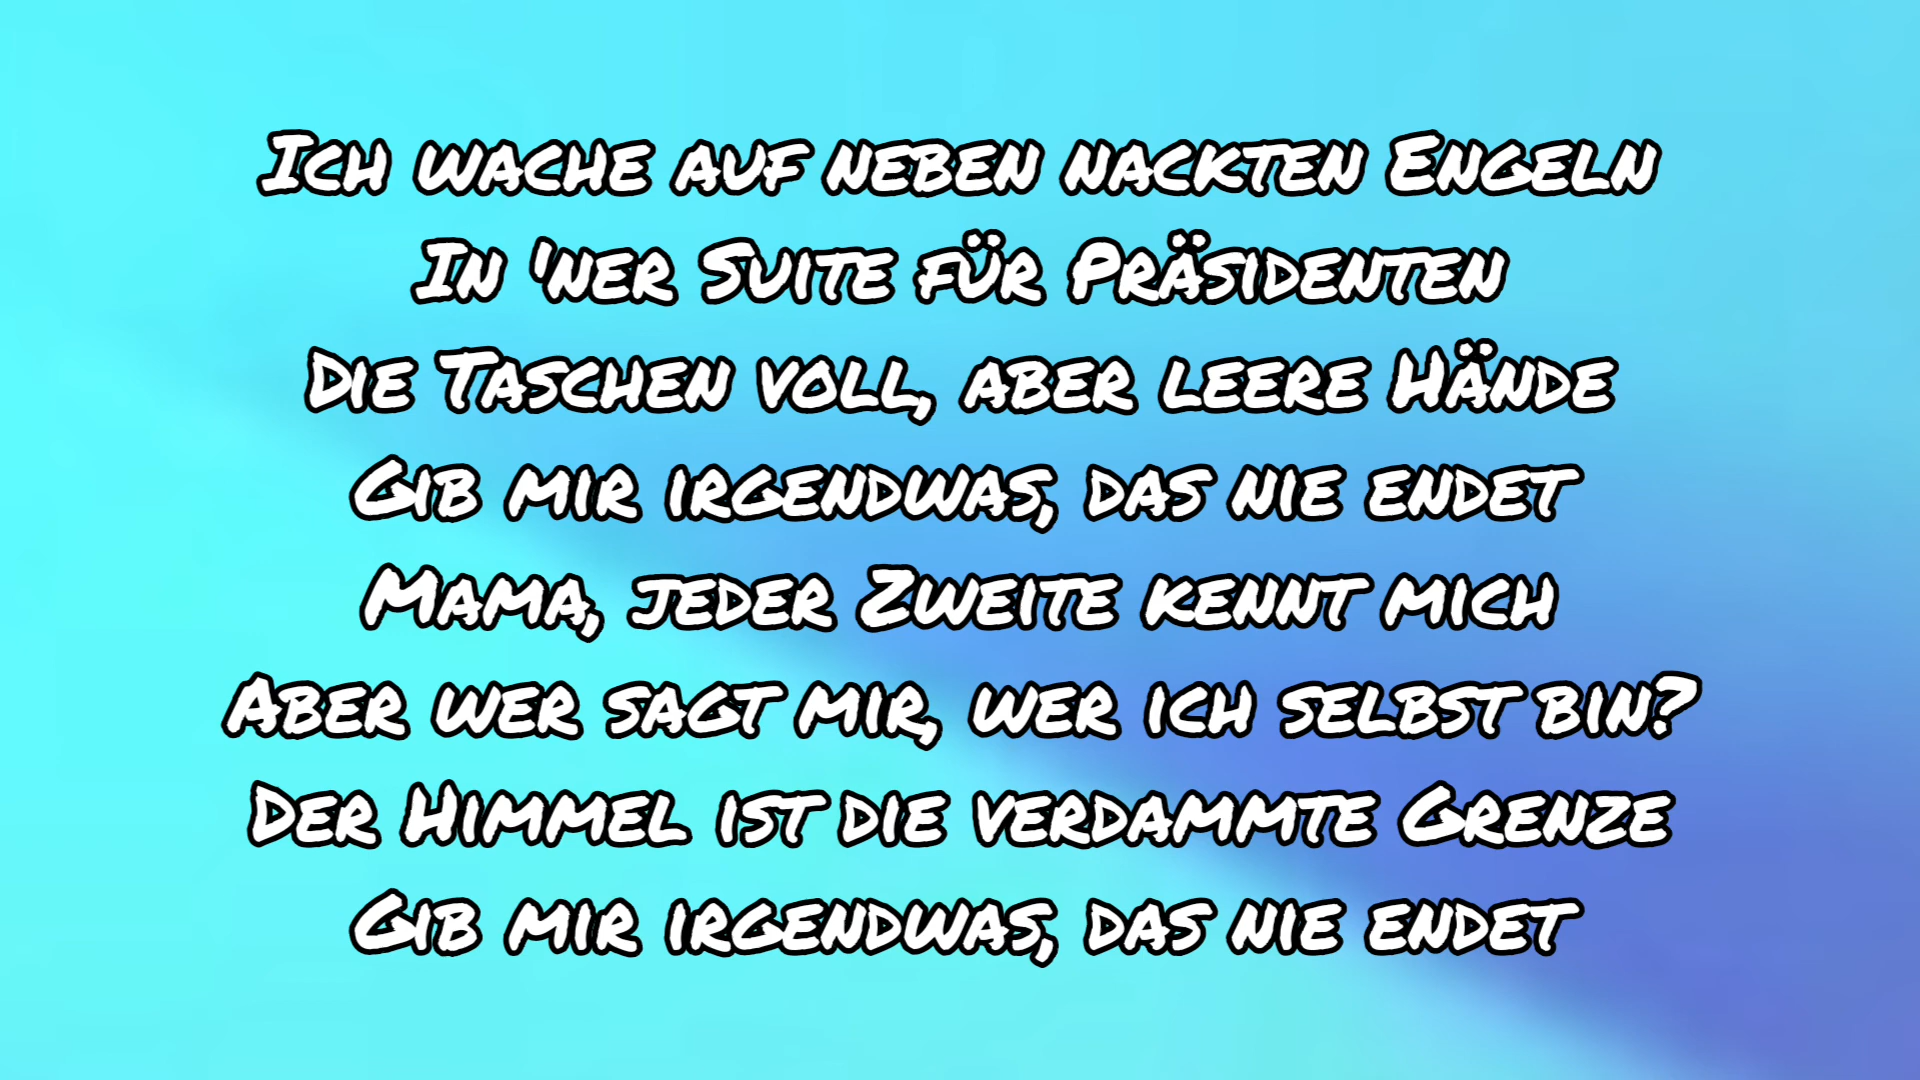 Ich wache auf neben nackten Engeln
In 'ner Suite für Präsidenten
Die Taschen voll, aber leere Hände
Gib mir irgendwas, das nie endet
Mama, jeder Zweite kennt mich
Aber wer sagt mir, wer ich selbst bin?
Der Himmel ist die verdammte Grenze
Gib mir irgendwas, das nie endet